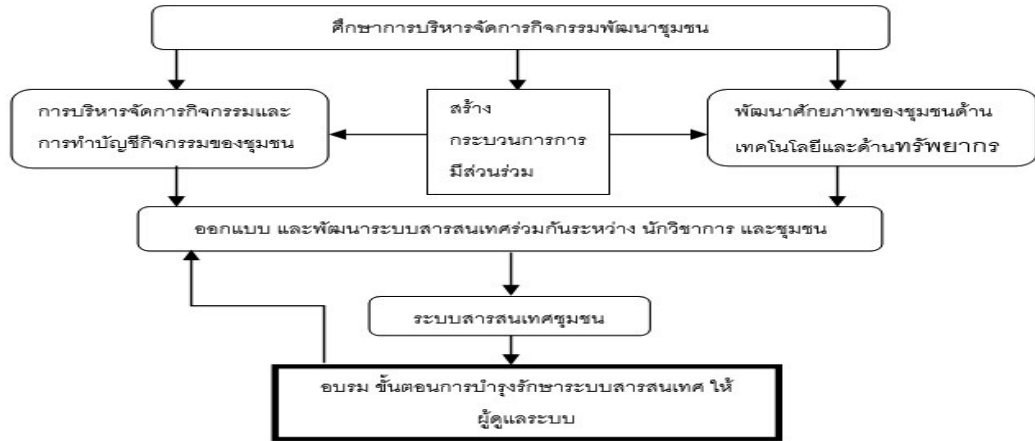 ศึกษาการบริหารจัดการกิจกรรมพัฒนาชุมชน
การบริหารจัดการกิจกรรมและ
การทำบัญชีกิจกรรมของชุมชน
สร้าง
กระบวนการการ
มีส่วนร่วม
พัฒนาศักยภาพของชุมชนด้าน
เทคโนโลยีและด้านทรัพยากร
ออกแบบ และพัฒนาระบบสารสนเทศร่วมกันระหว่าง นักวิชาการ และชุมชน
ระบบสารสนเทศชุมชน
อบรม ขั้นตอนการบำรุงรักษาระบบสารสนเทศ ให้
ผู้ดูแลระบบ